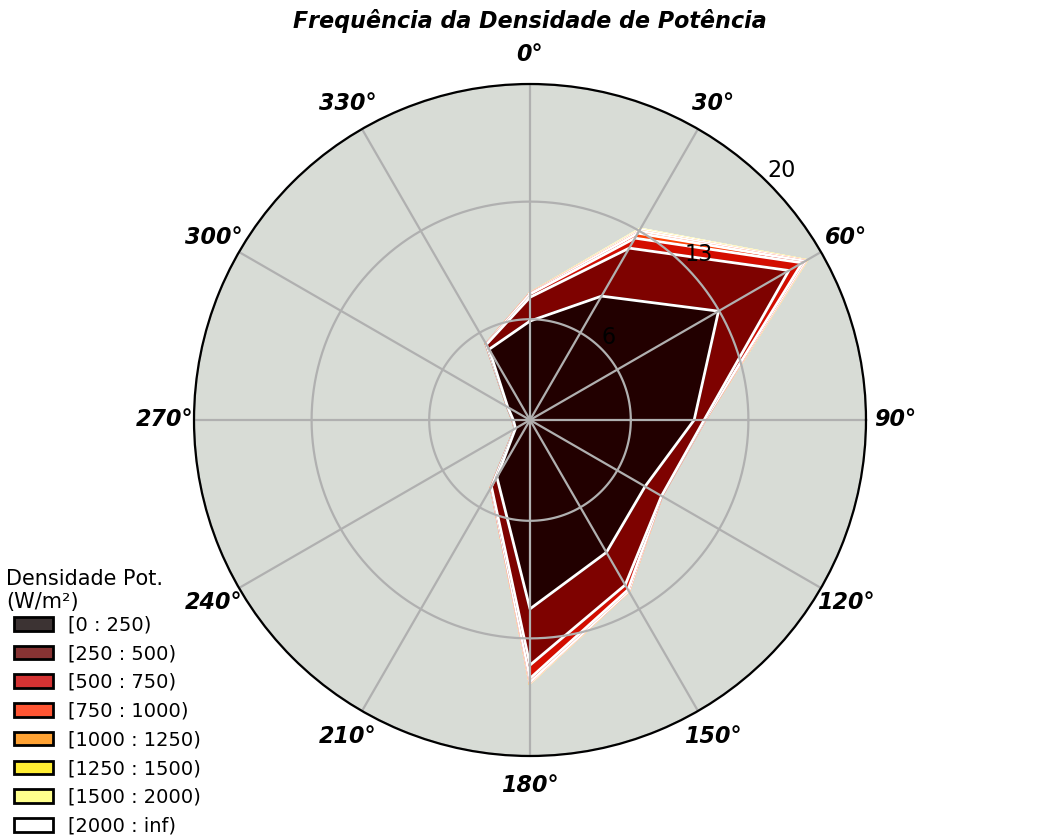 Frequência da Densidade de Potência
0°
330°
30°
20
300°
60°
13
6
270°
90°
Densidade Pot.
(W/m²)
240°
120°
[0 : 250)
[250 : 500)
[500 : 750)
[750 : 1000)
210°
150°
[1000 : 1250)
[1250 : 1500)
180°
[1500 : 2000)
[2000 : inf)